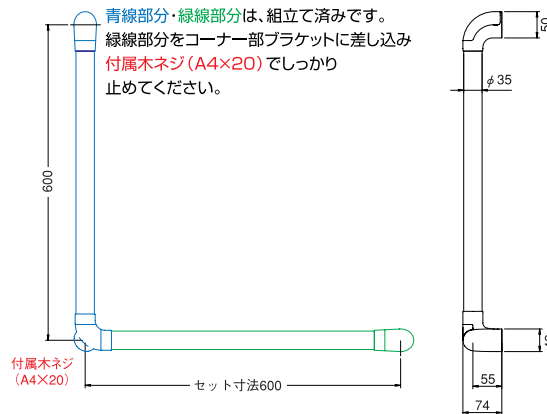 青線部分・緑線部分は、組立て済みです。
緑線部分をコーナー部ブラケットに差し込み
付属木ネジ（A4×20）でしっかり
止めてください。
50
φ35
600
付属木ネジ
（A4×20）
セット寸法600
55
74